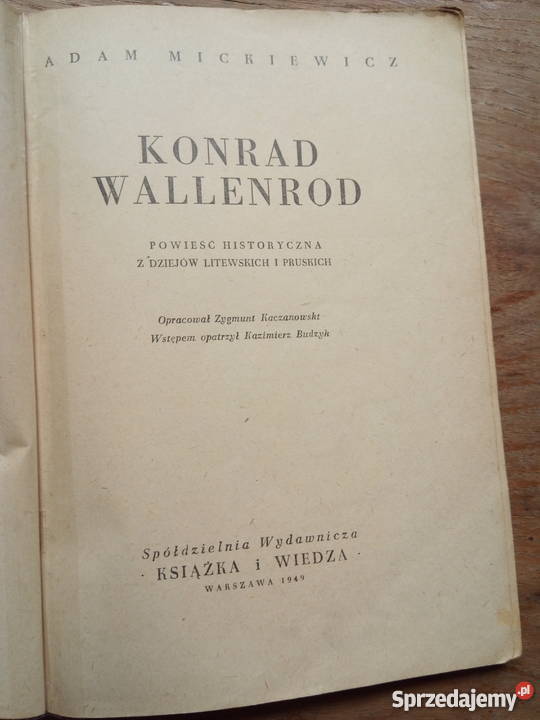 ADAM MICKIEWICZ
KONRAD
WALLENROD
POWIEŚĆ HISTORYCZNA
Z DZIEJÓW LITEWSKICH I PRUSKICH
Opracował Zygmunt Kaczanowski
Wstępem opatrzył Kazimierz Budzyk
Spółdzielnia Wydawnicza
· KSIĄŻKA i WIEDZA ·
WARSZAWA 1949
Sprzedajemy.pl